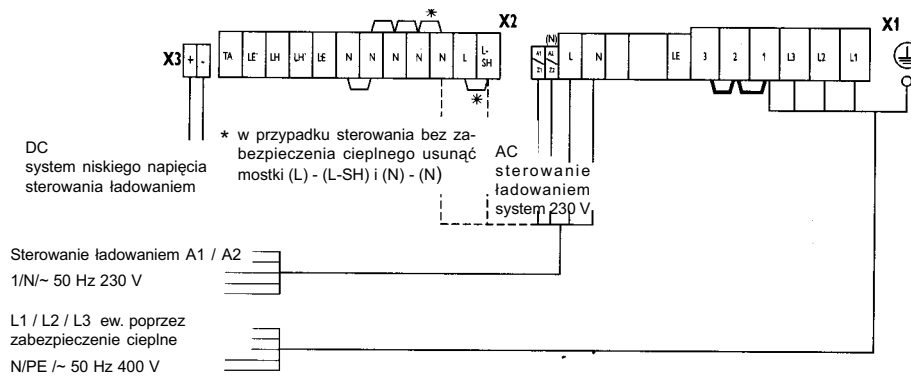 X3 + -
TA LE' LH LH' LE N N N N N L L-SH
*
X2
*
(N)
A1 Z1 A2 Z2 L N LE 3 2 1 L3 L2 L1
X1
DC
system niskiego napięcia
sterowania ładowaniem
* w przypadku sterowania bez za-
bezpieczenia cieplnego usunąć
mostki (L) - (L-SH) i (N) - (N)
AC
sterowanie
ładowaniem
system 230 V
Sterowanie ładowaniem A1 / A2
1/N/~ 50 Hz 230 V
L1 / L2 / L3 ew. poprzez
zabezpieczenie cieplne
N/PE /~ 50 Hz 400 V